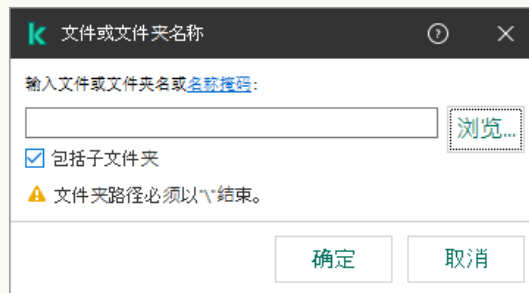 文件或文件夹名称
输入文件或文件夹名或名称掩码:
浏览...
包括子文件夹
文件夹路径必须以"\"结束。
确定
取消